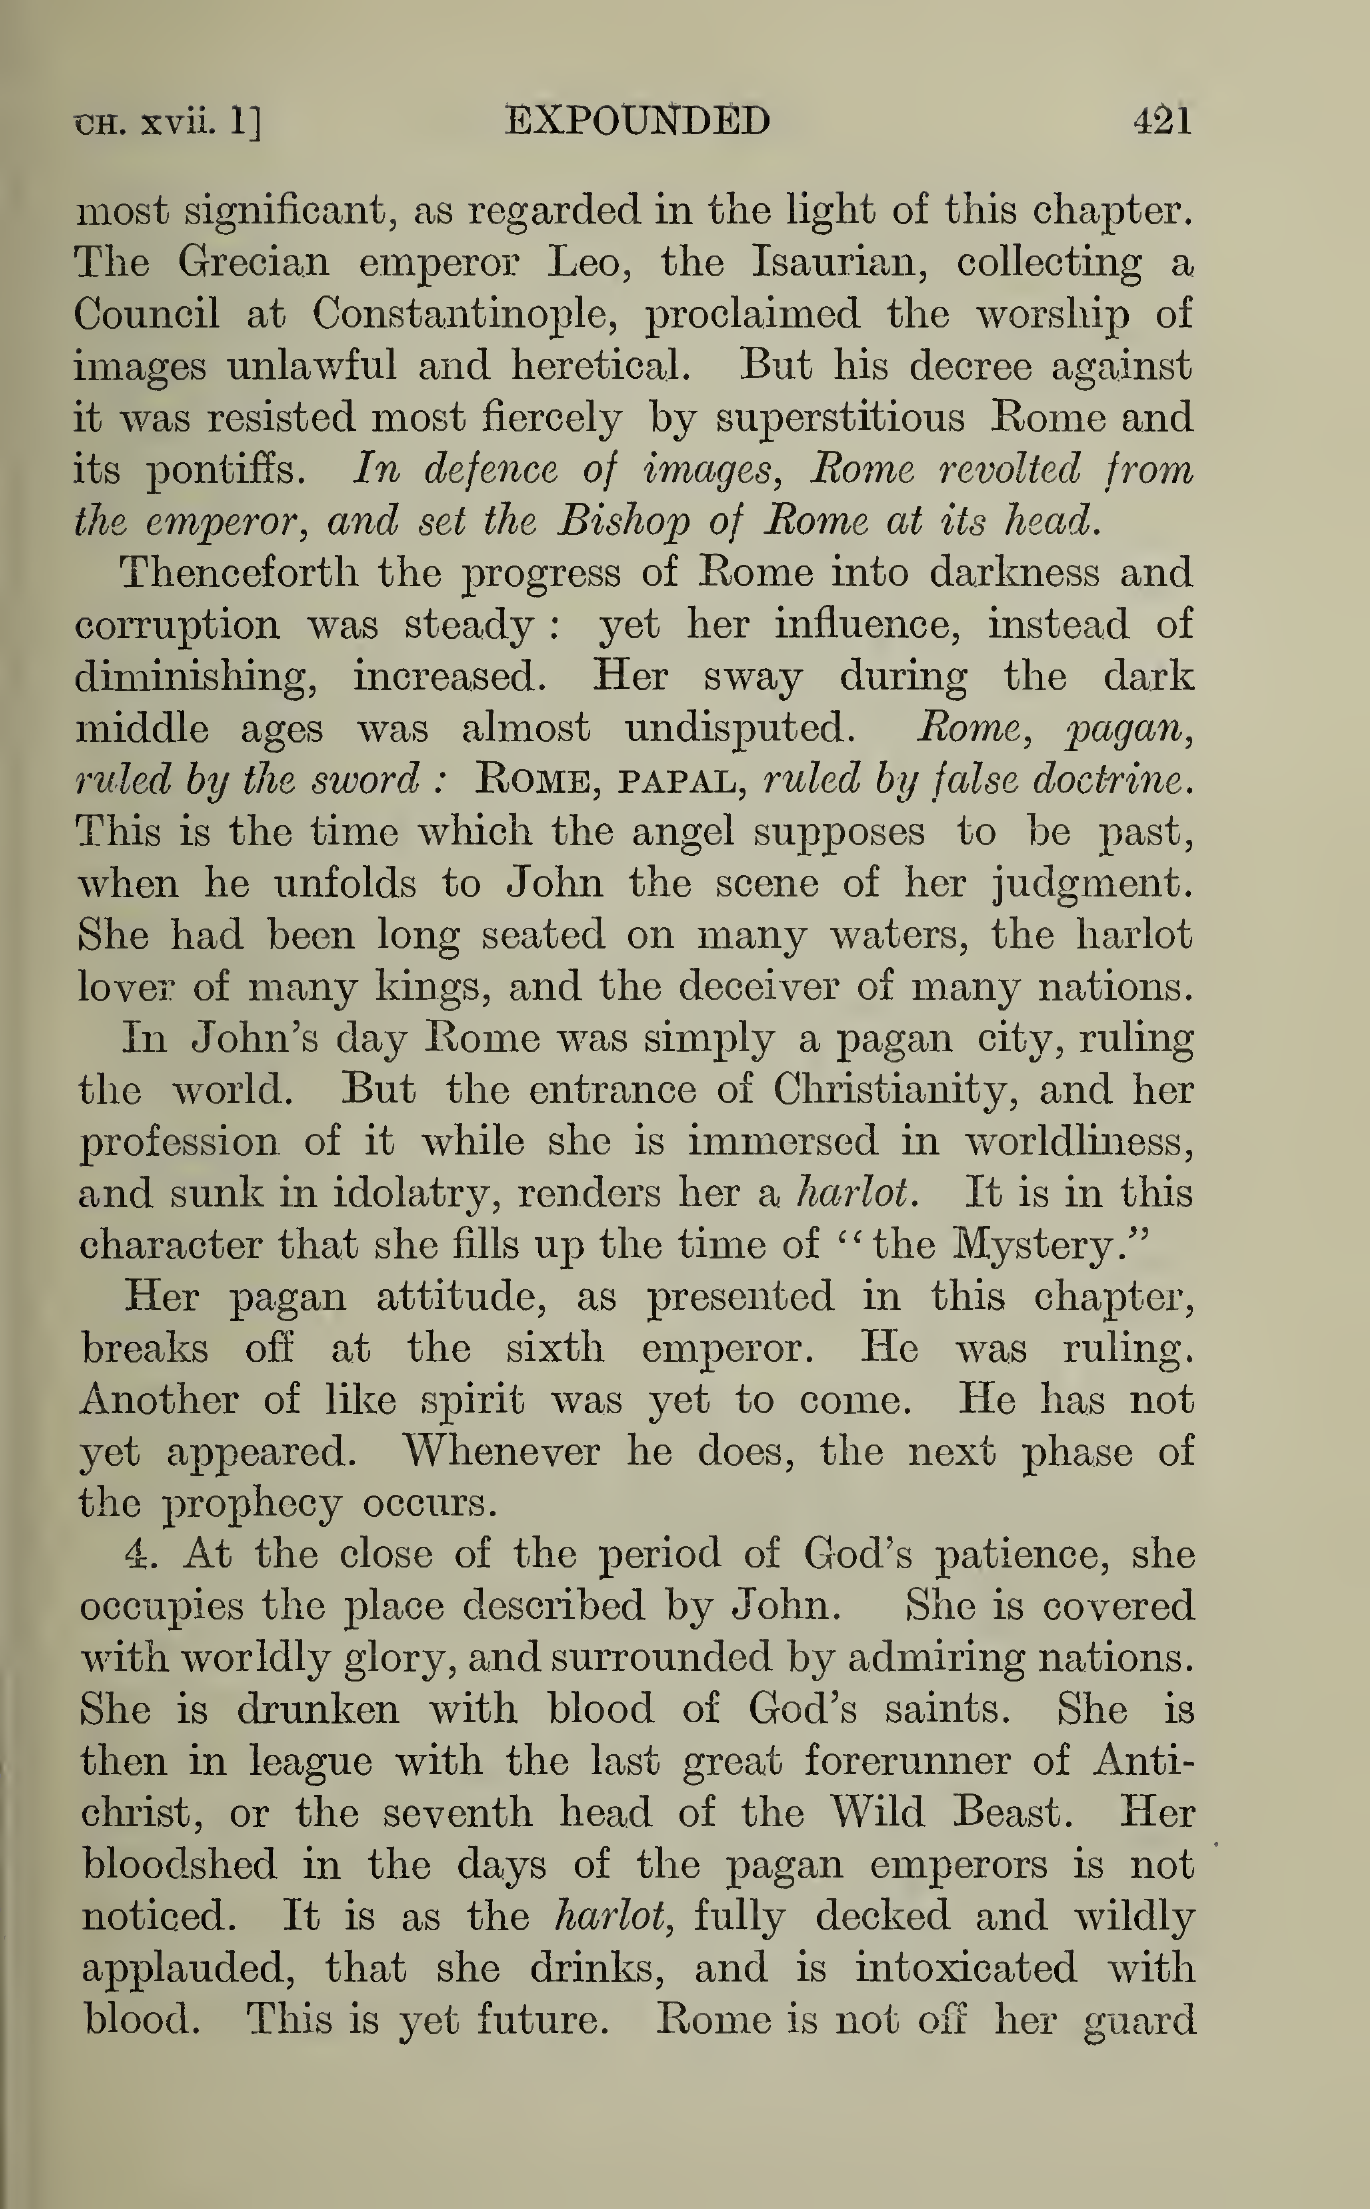 CH. xvii. 1] EXPOUNDED 421
most significant, as regarded in the light of this chapter.
The Grecian emperor Leo, the Isaurian, collecting a
Council at Constantinople, proclaimed the worship of
images unlawful and heretical. But his decree against
it was resisted most fiercely by superstitious Rome and
its pontiffs. In defence of images, Rome revolted from
the emperor, and set the Bishop of Rome at its head.
Thenceforth the progress of Rome into darkness and
corruption was steady : yet her influence, instead of
diminishing, increased. Her sway during the dark
middle ages was almost undisputed. Rome, pagan,
ruled by the sword : ROME, PAPAL, ruled by false doctrine.
This is the time which the angel supposes to be past,
when he unfolds to John the scene of her judgment.
She had been long seated on many waters, the harlot
lover of many kings, and the deceiver of many nations.
In John's day Rome was simply a pagan city, ruling
the world. But the entrance of Christianity, and her
profession of it while she is immersed in worldliness,
and sunk in idolatry, renders her a harlot. It is in this
character that she fills up the time of “the Mystery.”
Her pagan attitude, as presented in this chapter,
breaks off at the sixth emperor. He was ruling.
Another of like spirit was yet to come. He has not
yet appeared. Whenever he does, the next phase of
the prophecy occurs.
4. At the close of the period of God's patience, she
occupies the place described by John. She is covered
with worldly glory, and surrounded by admiring nations.
She is drunken with blood of God's saints. She is
then in league with the last great forerunner of Anti-
christ, or the seventh head of the Wild Beast. Her
bloodshed in the days of the pagan emperors is not
noticed. It is as the harlot, fully decked and wildly
applauded, that she drinks, and is intoxicated with
blood. This is yet future. Rome is not off her guard